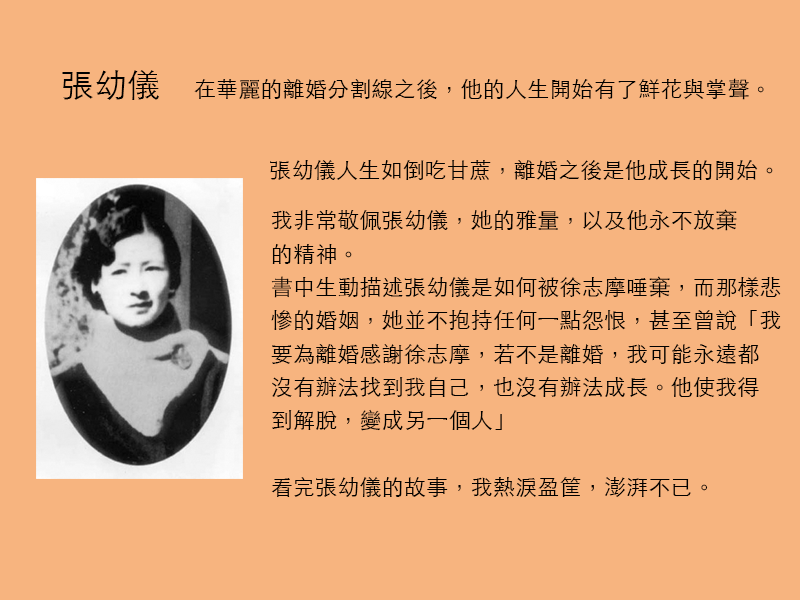 張幼儀 在華麗的離婚分割線之後，他的人生開始有了鮮花與掌聲。
張幼儀人生如倒吃甘蔗，離婚之後是他成長的開始。
我非常敬佩張幼儀，她的雅量，以及他永不放棄
的精神。
書中生動描述張幼儀是如何被徐志摩唾棄，而那樣悲
慘的婚姻，她並不抱持任何一點怨恨，甚至曾說「我
要為離婚感謝徐志摩，若不是離婚，我可能永遠都
沒有辦法找到我自己，也沒有辦法成長。他使我得
到解脫，變成另一個人」
看完張幼儀的故事，我熱淚盈筐，澎湃不已。